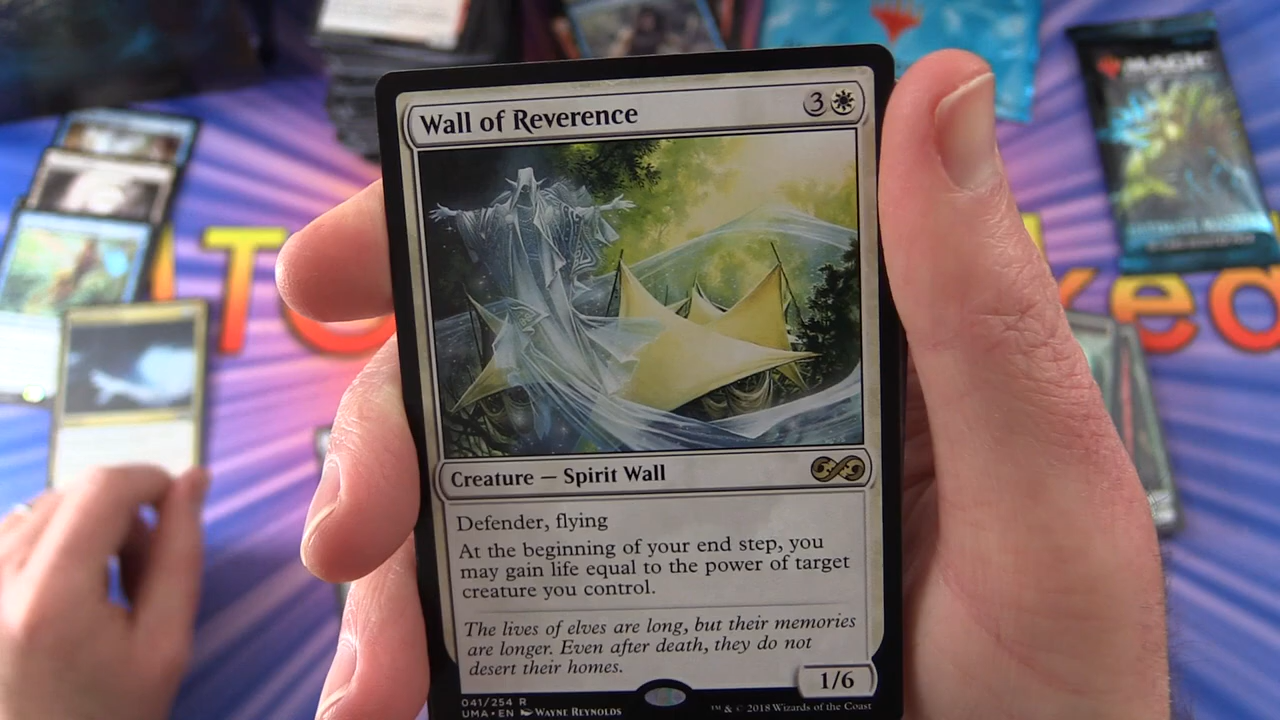 Wall of Reverence
3
Creature — Spirit Wall
Defender, flying
At the beginning of your end step, you
may gain life equal to the power of target
creature you control.
The lives of elves are long, but their memories
are longer. Even after death, they do not
desert their homes.
1/6
041/254 R
UMA • EN WAYNE REYNOLDS
™ & © 2018 Wizards of the Coast
MAGIC